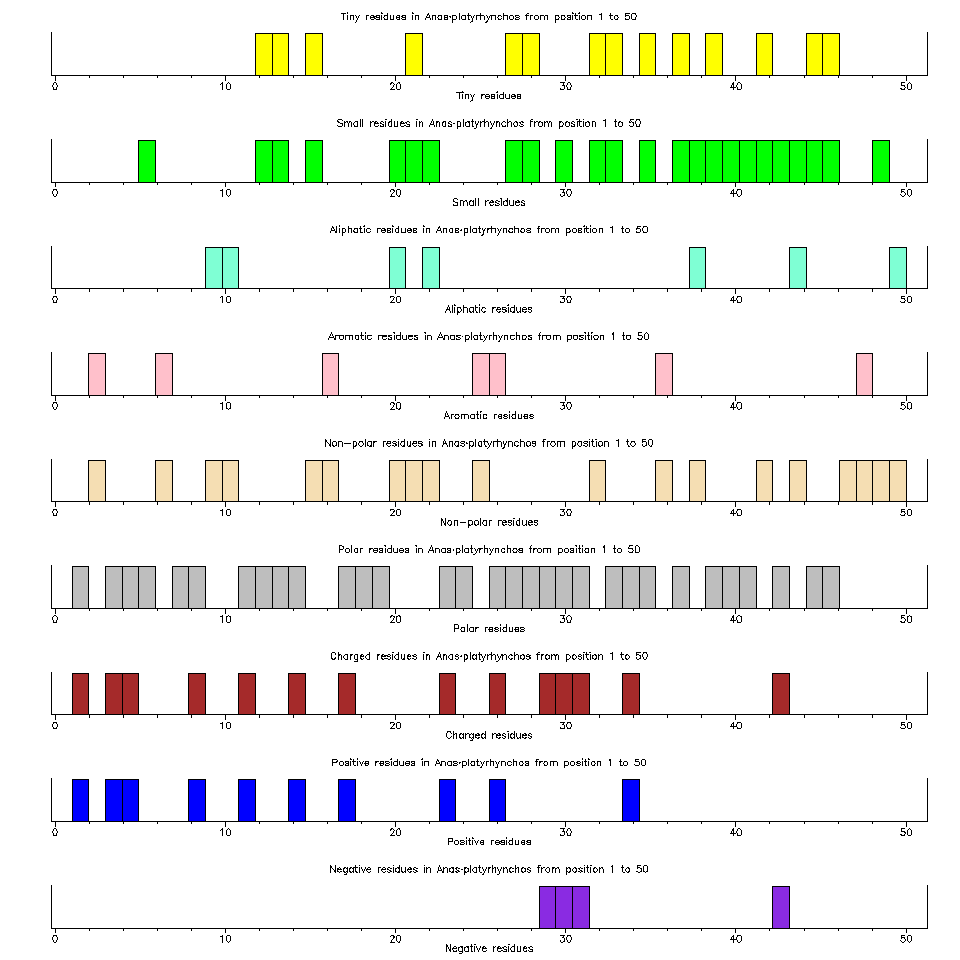 Tiny residues in Anas-platyrhynchos from position 1 to 50
0 10 20 30 40 50
Tiny residues
Small residues in Anas-platyrhynchos from position 1 to 50
0 10 20 30 40 50
Small residues
Aliphatic residues in Anas-platyrhynchos from position 1 to 50
0 10 20 30 40 50
Aliphatic residues
Aromatic residues in Anas-platyrhynchos from position 1 to 50
0 10 20 30 40 50
Aromatic residues
Non-polar residues in Anas-platyrhynchos from position 1 to 50
0 10 20 30 40 50
Non-polar residues
Polar residues in Anas-platyrhynchos from position 1 to 50
0 10 20 30 40 50
Polar residues
Charged residues in Anas-platyrhynchos from position 1 to 50
0 10 20 30 40 50
Charged residues
Positive residues in Anas-platyrhynchos from position 1 to 50
0 10 20 30 40 50
Positive residues
Negative residues in Anas-platyrhynchos from position 1 to 50
0 10 20 30 40 50
Negative residues